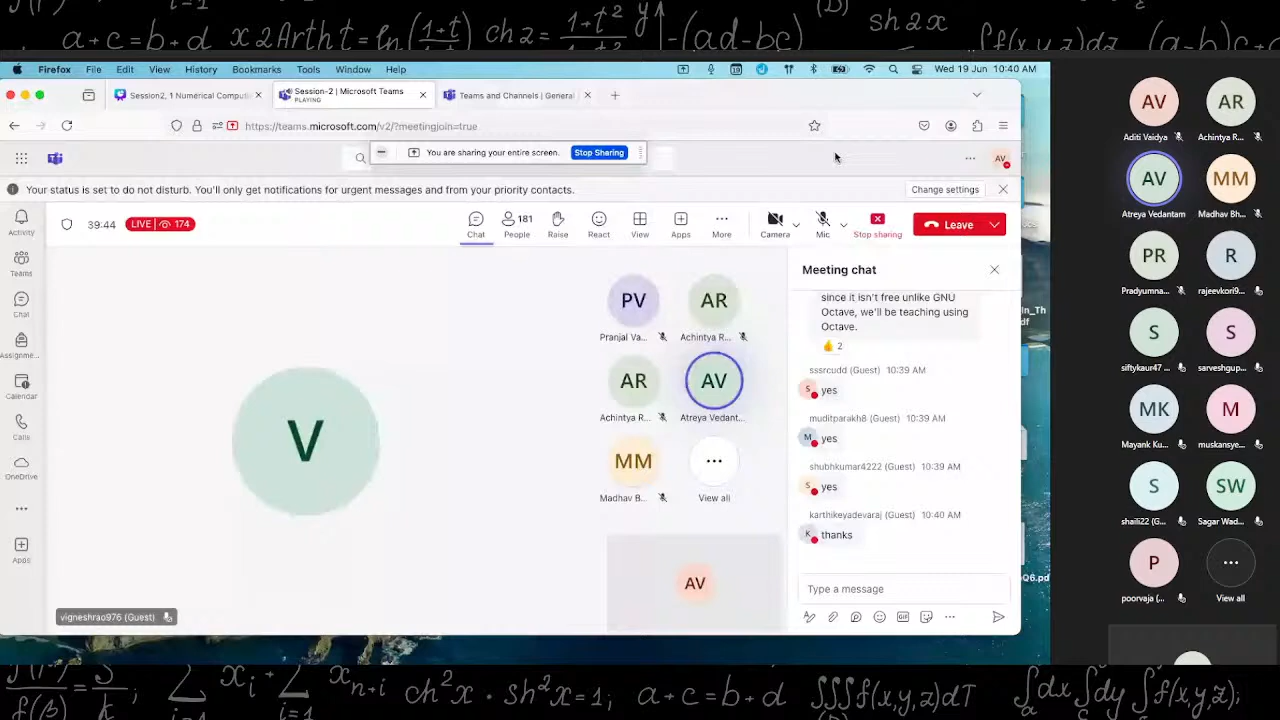 a+c=b+d
Firefox File Edit View History Bookmarks Tools Window Help
Wed 19 Jun 10:40 AM
Session2, 1 Numerical Computi
Session-2 | Microsoft Teams
PLAYING
Teams and Channels | General
https://teams.microsoft.com/v2/?meetingjoin=true
You are sharing your entire screen.
Stop Sharing
AV
Your status is set to do not disturb. You'll only get notifications for urgent messages and from your priority contacts.
Change settings
39:44
LIVE 174
Chat
181
People
Raise
React
View
Apps
More
Camera
Mic
Stop sharing
Leave
Activity
Teams
Chat
Assignme...
Calendar
Calls
OneDrive
Apps
V
vigneshrao976 (Guest)
PV
Pranjal Va...
AR
Achintya R...
AR
Achintya R...
AV
Atreya Vedant...
MM
Madhav B...
View all
AV
Meeting chat
since it isn't free unlike GNU
Octave, we'll be teaching using
Octave.
2
sssrcudd (Guest) 10:39 AM
S yes
muditparakh8 (Guest) 10:39 AM
M yes
shubhkumar4222 (Guest) 10:39 AM
S yes
karthikeyadevaraj (Guest) 10:40 AM
K thanks
Type a message
GIF
AV
Aditi Vaidya
AR
Achintya R...
AV
Atreya Vedantam
MM
Madhav Bh...
PR
Pradyumna...
R
rajeevkori9...
S
siftykaur47 ...
S
sarveshgup...
MK
Mayank Ku...
M
muskansye...
S
shaili22 (G...
SW
Sagar Wad...
P
poorvaja (...
View all
ch²x · sh²x=1; a+c=b+d ∫∫∫f(x,y,z)dT